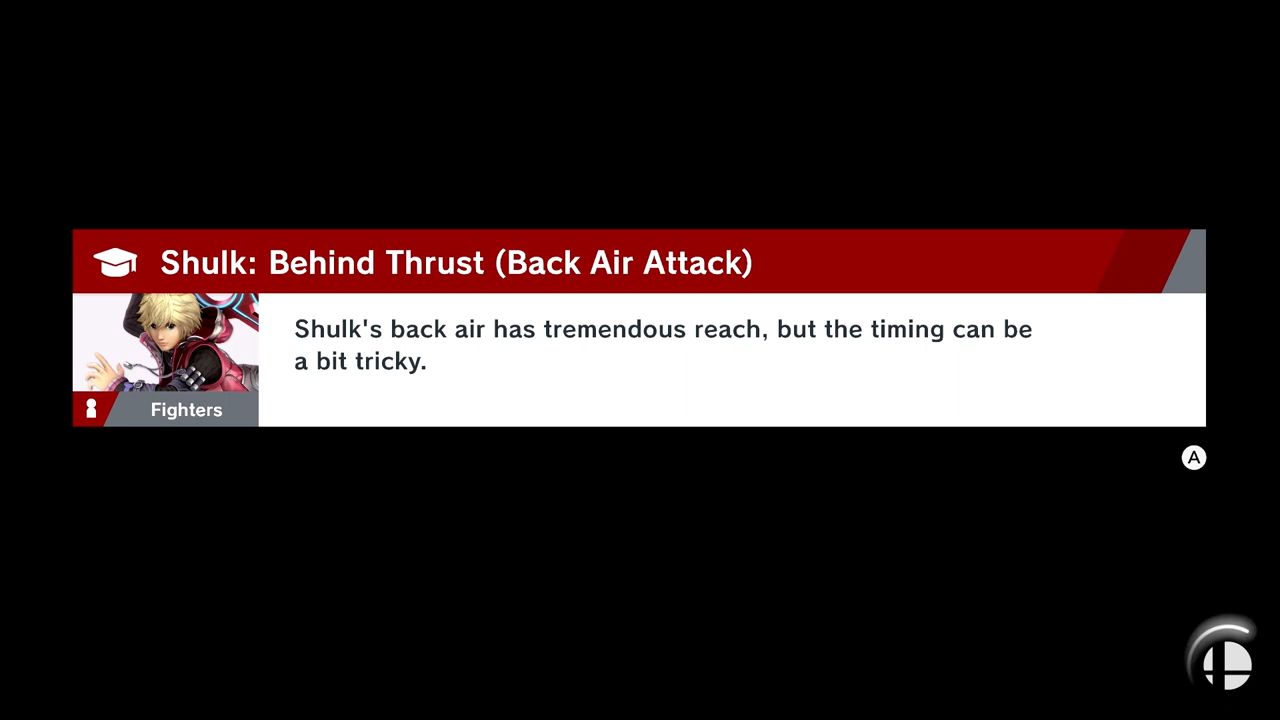 Shulk: Behind Thrust (Back Air Attack)
Shulk's back air has tremendous reach, but the timing can be
a bit tricky.
Fighters
A